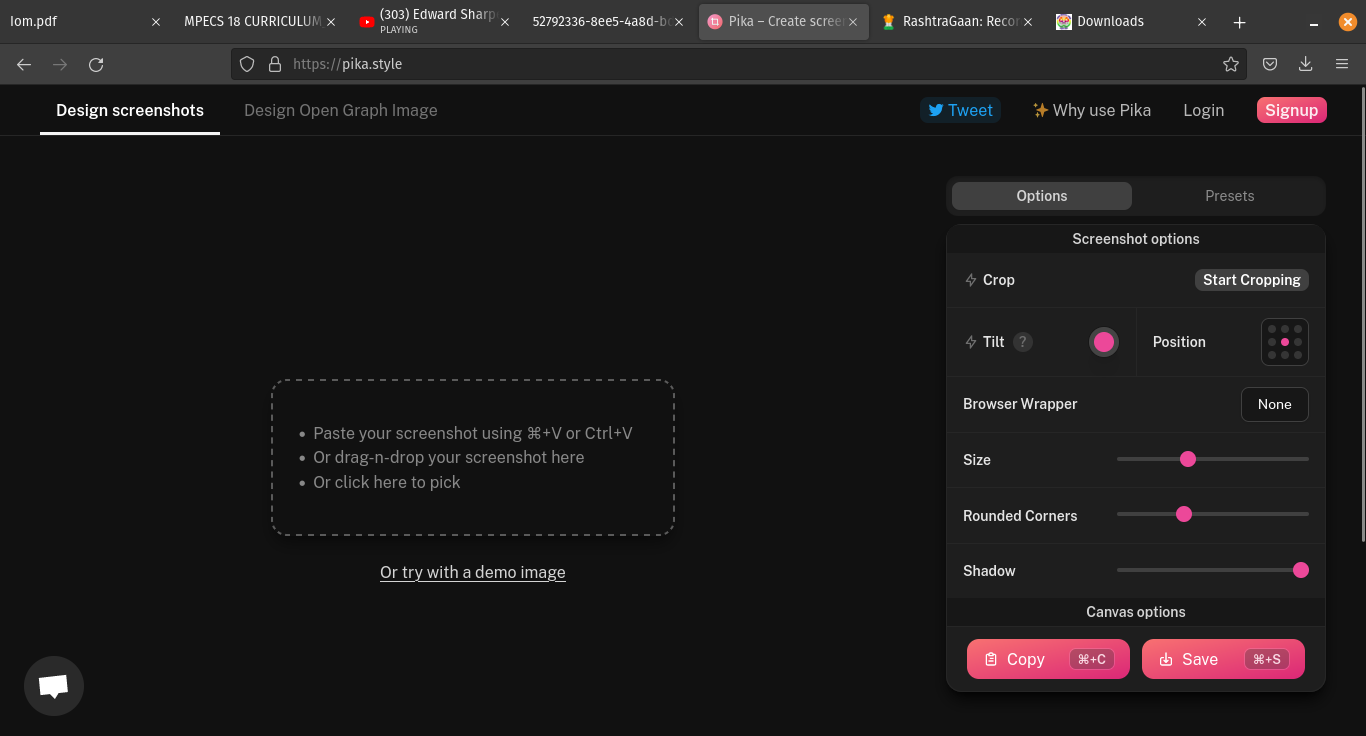 Iom.pdf
MPECS 18 CURRICULUM
(303) Edward Sharp
PLAYING
52792336-8ee5-4a8d-bc
Pika – Create screen
RashtraGaan: Recor
Downloads
https://pika.style
Design screenshots
Design Open Graph Image
Tweet
✨ Why use Pika
Login
Signup
Options
Presets
Screenshot options
Crop
Start Cropping
Tilt ?
Position
Browser Wrapper
None
Size
Rounded Corners
Shadow
Canvas options
Copy ⌘+C
Save ⌘+S
• Paste your screenshot using ⌘+V or Ctrl+V
• Or drag-n-drop your screenshot here
• Or click here to pick
Or try with a demo image